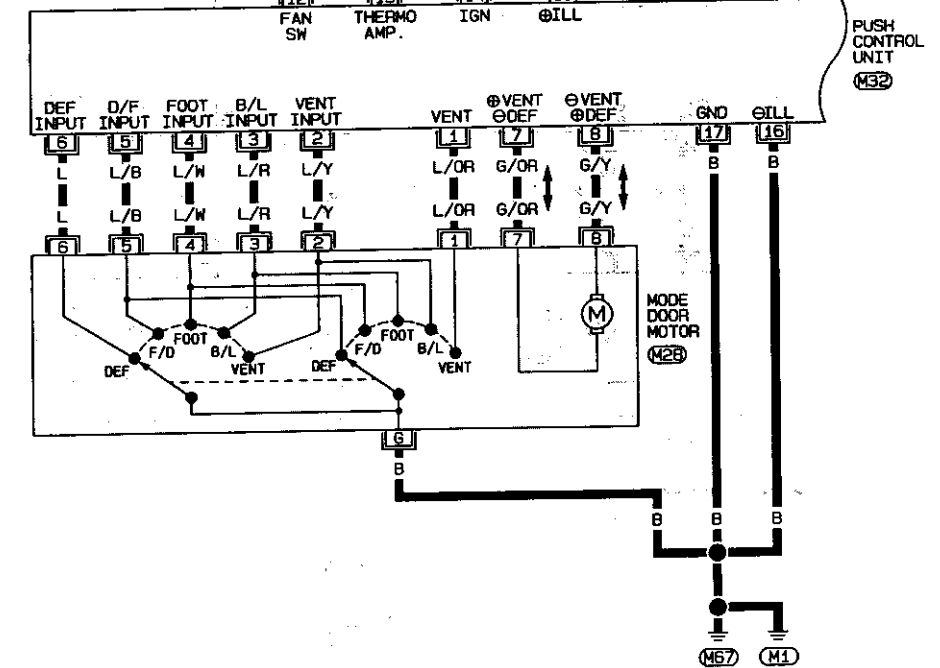 FAN SW
THERMO AMP.
IGN
⊕ILL
PUSH CONTROL UNIT
M32
DEF INPUT
D/F INPUT
FOOT INPUT
B/L INPUT
VENT INPUT
VENT
⊕VENT ⊖DEF
⊖VENT ⊕DEF
GND
⊖ILL
6 5 4 3 2 1 7 8 17 16
L L/B L/W L/R L/Y L/OR G/OR G/Y B B
L L/B L/W L/R L/Y L/OR G/OR G/Y
6 5 4 3 2 1 7 8
M
MODE DOOR MOTOR
M28
DEF F/D FOOT B/L VENT
DEF F/D FOOT B/L VENT
G
B
B B B
M67 M1